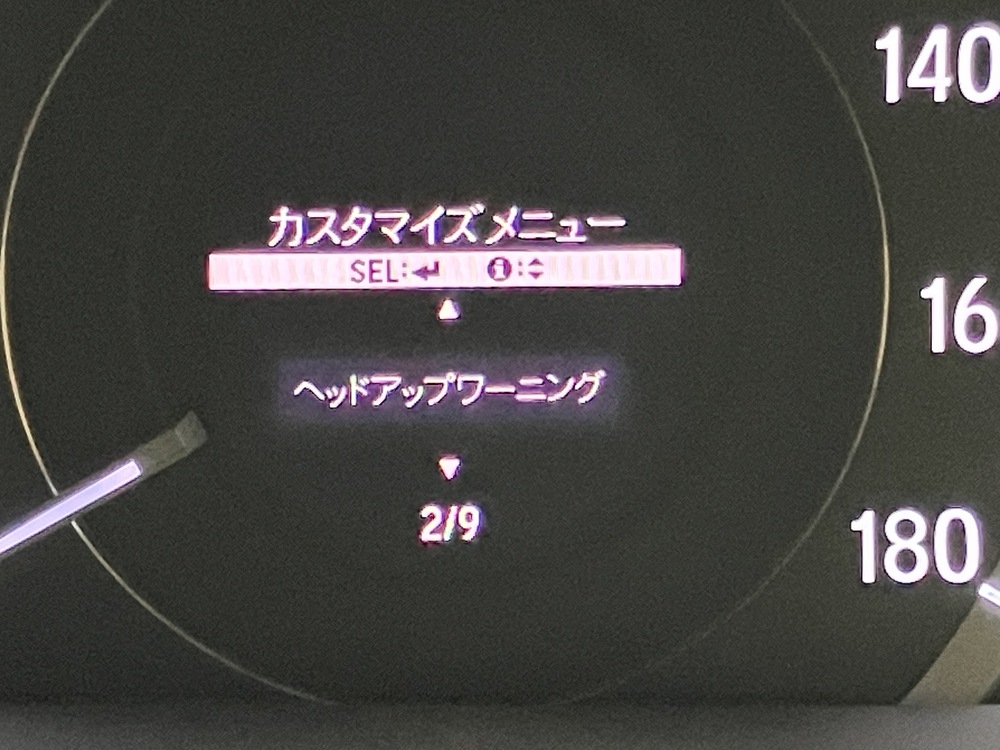 140
カスタマイズメニュー
SEL:↵ i:▲▼
▲
16
ヘッドアップワーニング
▼
2/9
180